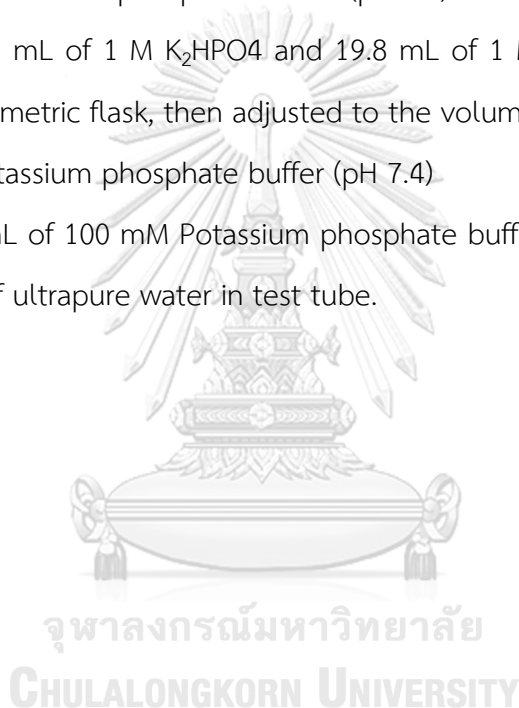 mL of 1 M K₂HPO4 and 19.8 mL of 1
metric flask, then adjusted to the volum
tassium phosphate buffer (pH 7.4)
L of 100 mM Potassium phosphate buff
ultrapure water in test tube.
จุฬาลงกรณ์มหาวิทยาลัย
CHULALONGKORN UNIVERSITY